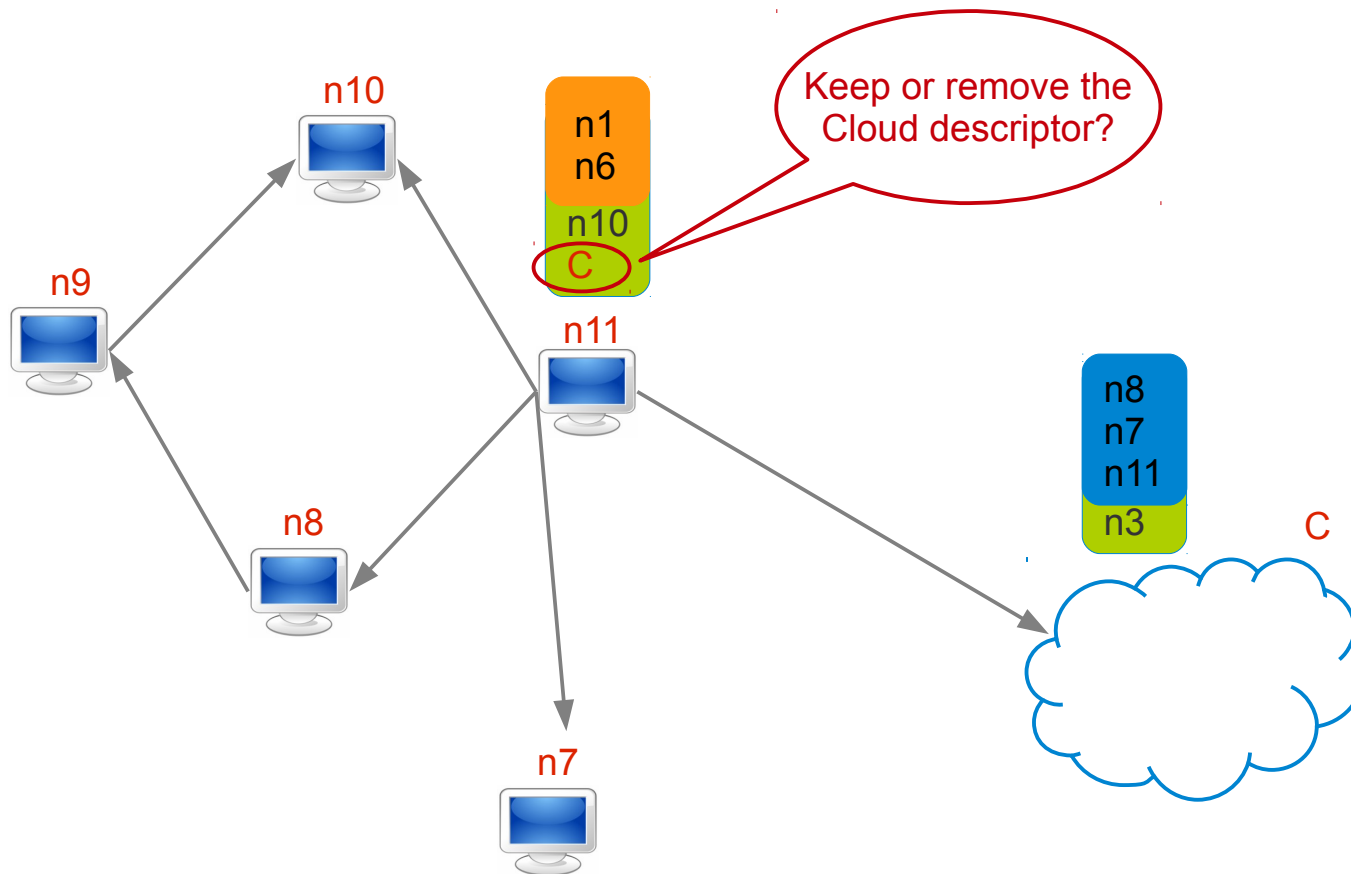 Keep or remove the
Cloud descriptor?
n10
n1
n6
n10
C
n9
n11
n8
n7
n11
n3
C
n8
n7